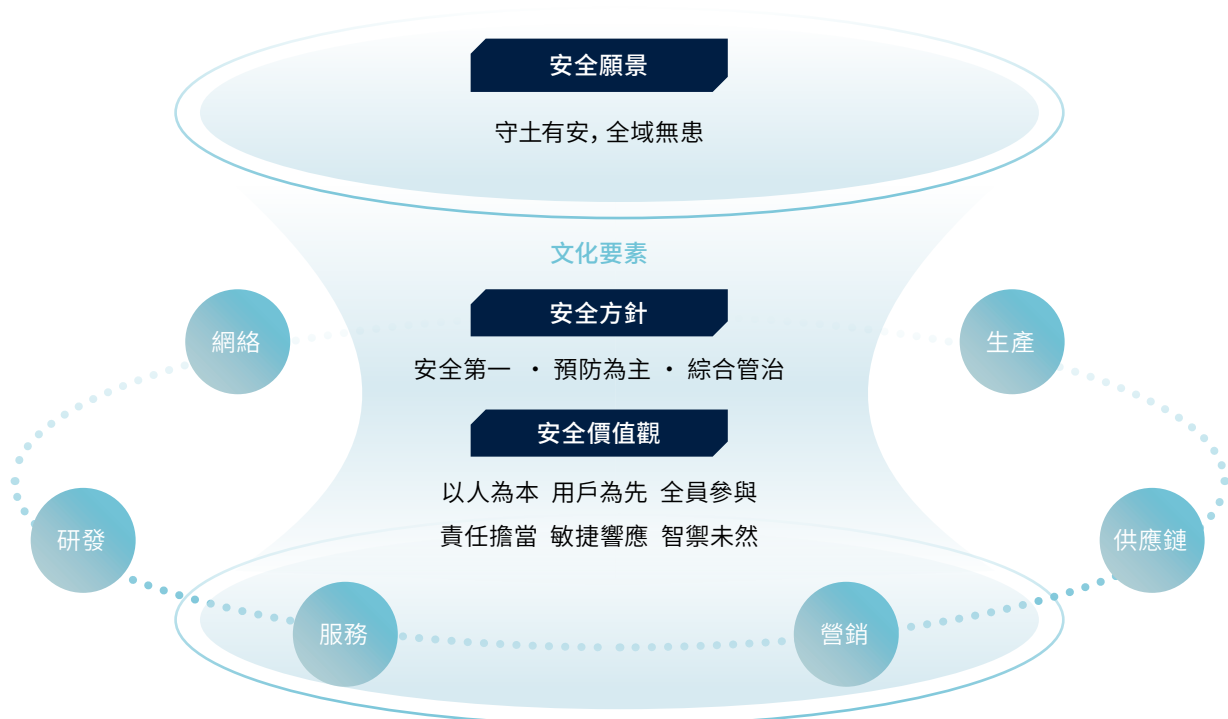 安全願景
守土有安，全域無患
文化要素
安全方針
安全第一 · 預防為主 · 綜合管治
安全價值觀
以人為本 用戶為先 全員參與
責任擔當 敏捷響應 智禦未然
網絡
生產
研發
供應鏈
服務
營銷